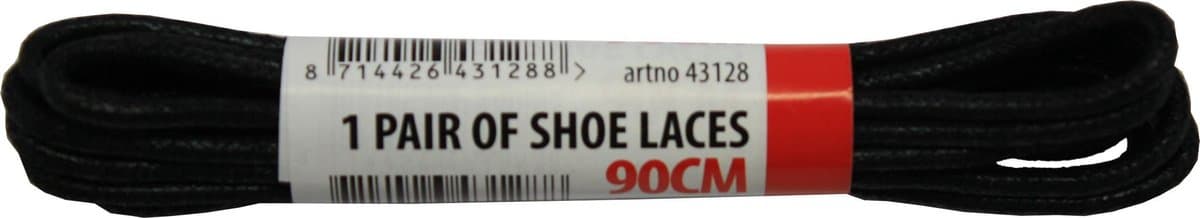 8 714426 431288 >
artno 43128
1 PAIR OF SHOE LACES
90CM